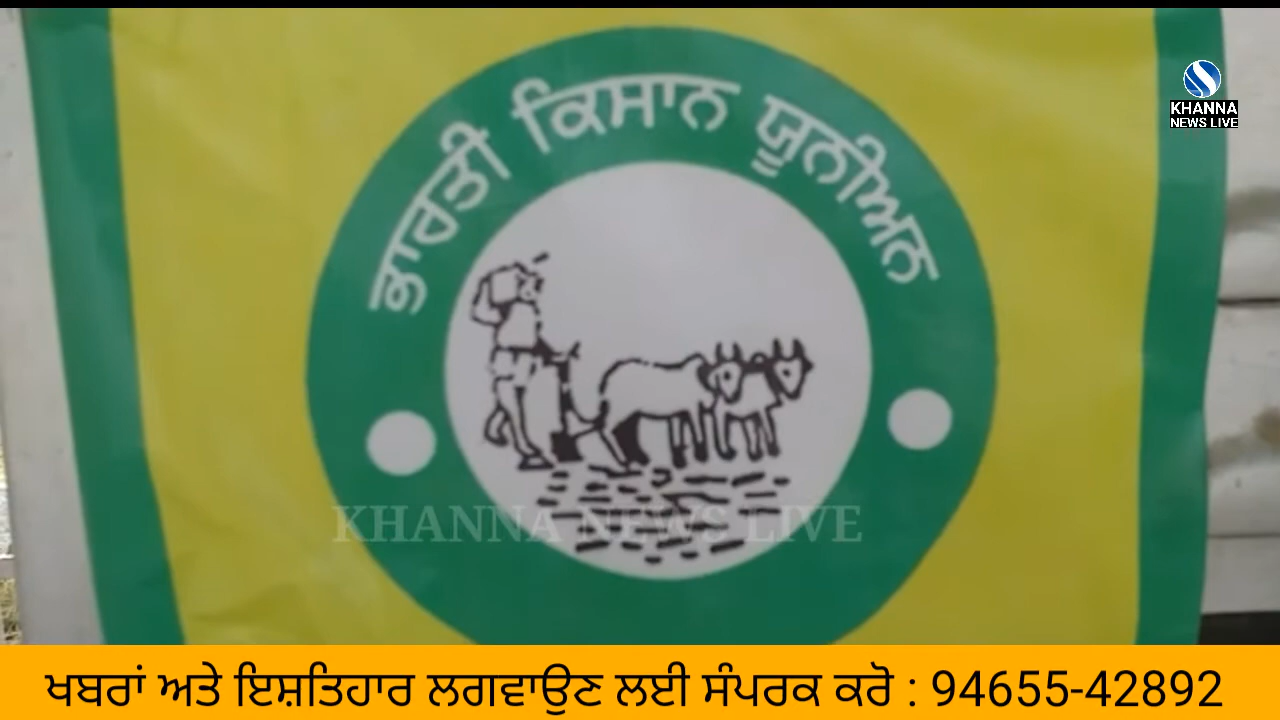 ਭਾਰਤੀ ਕਿਸਾਨ ਯੂਨੀਅਨ
KHANNA
NEWS LIVE
KHANNA NEWS LIVE
ਖਬਰਾਂ ਅਤੇ ਇਸ਼ਤਿਹਾਰ ਲਗਵਾਉਣ ਲਈ ਸੰਪਰਕ ਕਰੋ : 94655-42892